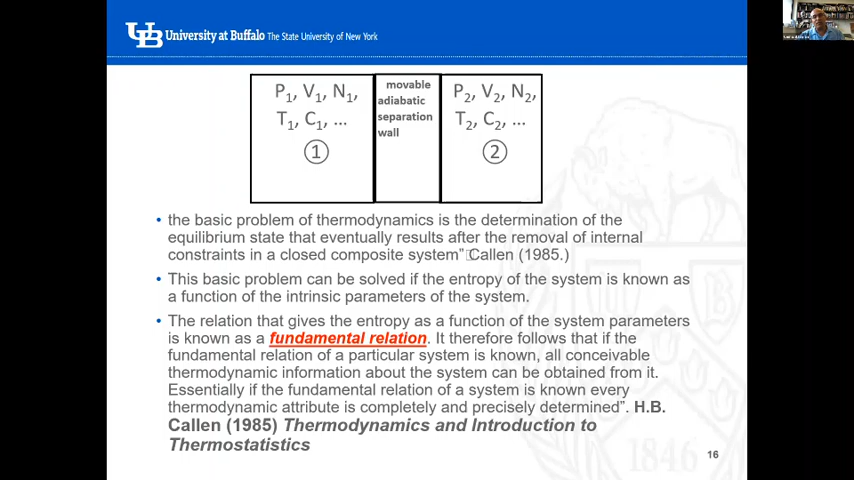 UB University at Buffalo The State University of New York
P1, V1, N1,
T1, C1, ...
①
movable
adiabatic
separation
wall
P2, V2, N2,
T2, C2, ...
②
• the basic problem of thermodynamics is the determination of the
equilibrium state that eventually results after the removal of internal
constraints in a closed composite system" Callen (1985.)
• This basic problem can be solved if the entropy of the system is known as
a function of the intrinsic parameters of the system.
• The relation that gives the entropy as a function of the system parameters
is known as a fundamental relation. It therefore follows that if the
fundamental relation of a particular system is known, all conceivable
thermodynamic information about the system can be obtained from it.
Essentially if the fundamental relation of a system is known every
thermodynamic attribute is completely and precisely determined". H.B.
Callen (1985) Thermodynamics and Introduction to
Thermostatistics
1846
16